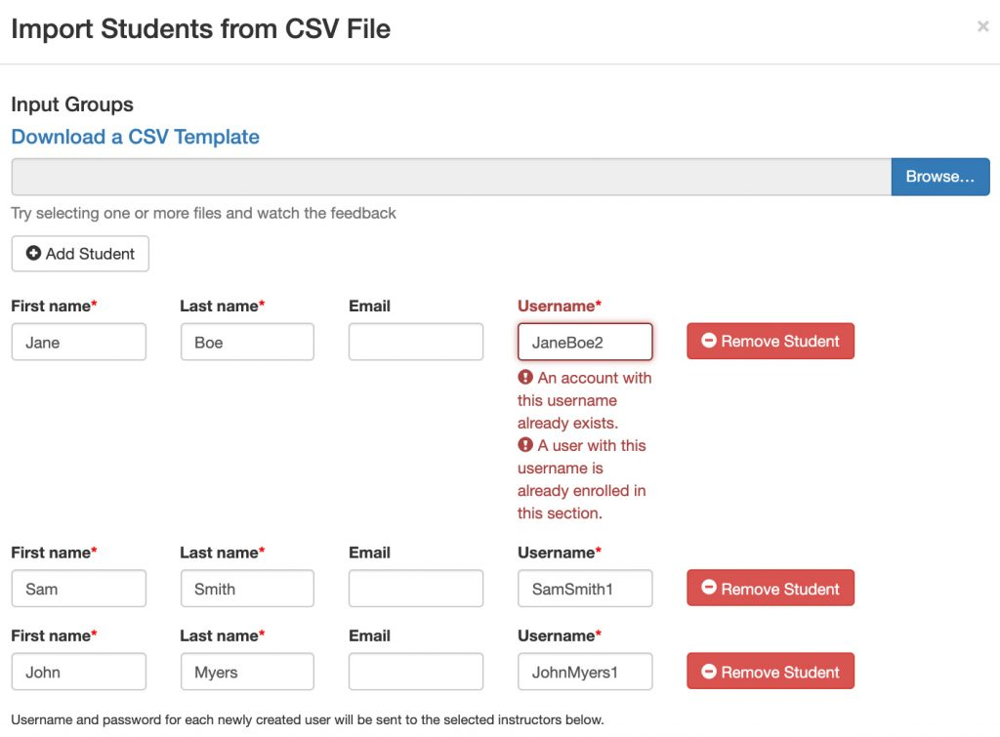 Import Students from CSV File ×
Input Groups
Download a CSV Template
Browse...
Try selecting one or more files and watch the feedback
Add Student
First name* Last name* Email Username*
Jane Boe JaneBoe2 Remove Student
An account with
this username
already exists.
A user with this
username is
already enrolled in
this section.
First name* Last name* Email Username*
Sam Smith SamSmith1 Remove Student
First name* Last name* Email Username*
John Myers JohnMyers1 Remove Student
Username and password for each newly created user will be sent to the selected instructors below.